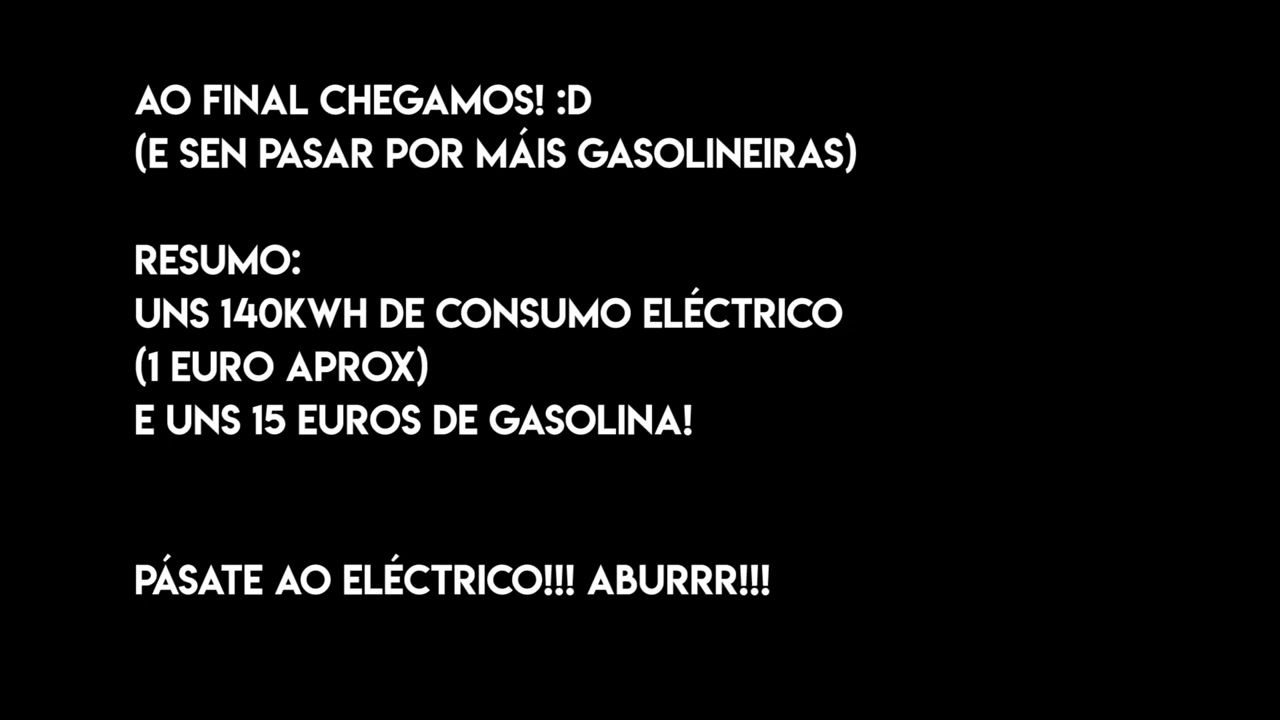 AO FINAL CHEGAMOS! :D
(E SEN PASAR POR MÁIS GASOLINEIRAS)
RESUMO:
UNS 140KWH DE CONSUMO ELÉCTRICO
(1 EURO APROX)
E UNS 15 EUROS DE GASOLINA!
PÁSATE AO ELÉCTRICO!!! ABURRR!!!